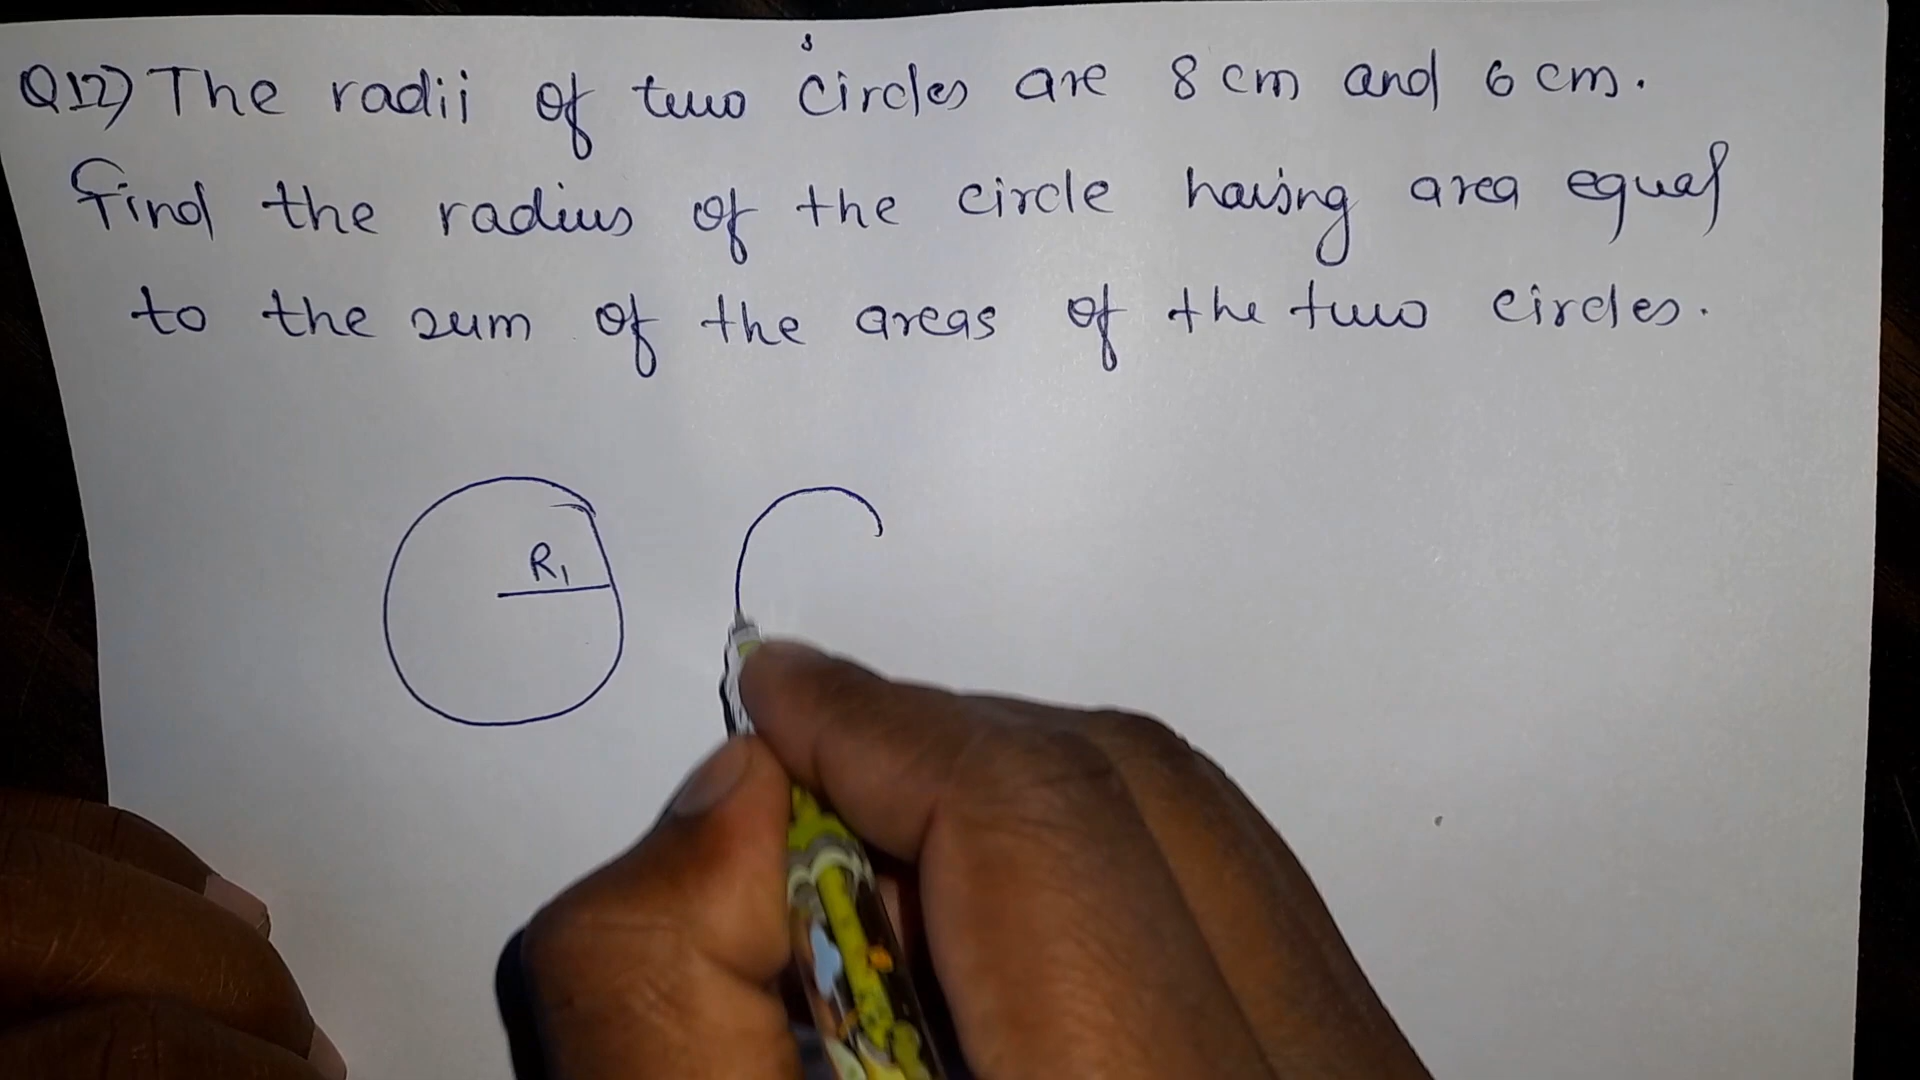 Q12) The radii of two circles are 8 cm and 6 cm.
Find the radius of the circle having area equal
to the sum of the areas of the two circles.
R1